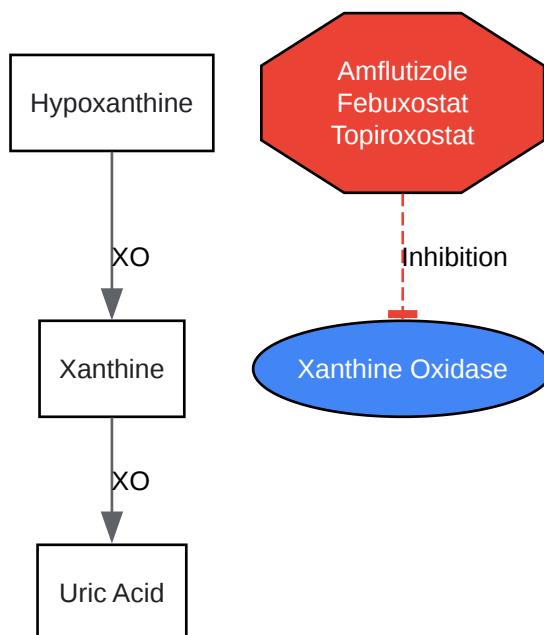 Hypoxanthine
Amflutizole
Febuxostat
Topiroxostat
XO
Inhibition
Xanthine
Xanthine Oxidase
XO
Uric Acid